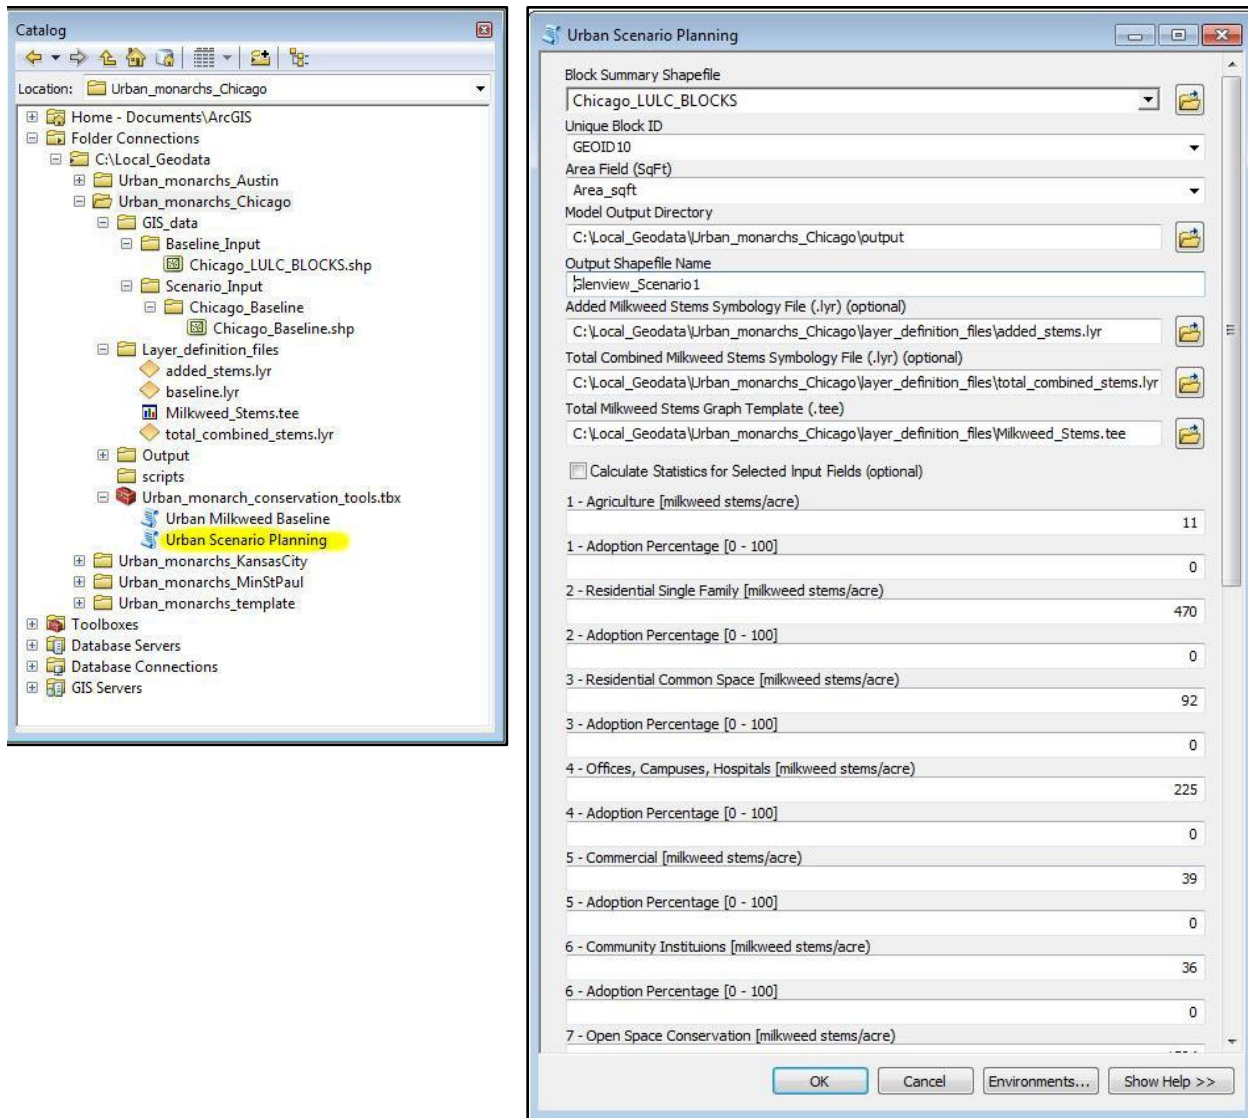 Catalog
Location: Urban_monarchs_Chicago
Home - Documents\ArcGIS
Folder Connections
C:\Local_Geodata
Urban_monarchs_Austin
Urban_monarchs_Chicago
GIS_data
Baseline_Input
Chicago_LULC_BLOCKS.shp
Scenario_Input
Chicago_Baseline
Chicago_Baseline.shp
Layer_definition_files
added_stems.lyr
baseline.lyr
Milkweed_Stems.tee
total_combined_stems.lyr
Output
scripts
Urban_monarch_conservation_tools.tbx
Urban Milkweed Baseline
Urban Scenario Planning
Urban_monarchs_KansasCity
Urban_monarchs_MinStPaul
Urban_monarchs_template
Toolboxes
Database Servers
Database Connections
GIS Servers
Urban Scenario Planning
Block Summary Shapefile
Chicago_LULC_BLOCKS
Unique Block ID
GEOID10
Area Field (SqFt)
Area_sqft
Model Output Directory
C:\Local_Geodata\Urban_monarchs_Chicago\output
Output Shapefile Name
Glenview_Scenario1
Added Milkweed Stems Symbology File (.lyr) (optional)
C:\Local_Geodata\Urban_monarchs_Chicago\layer_definition_files\added_stems.lyr
Total Combined Milkweed Stems Symbology File (.lyr) (optional)
C:\Local_Geodata\Urban_monarchs_Chicago\layer_definition_files\total_combined_stems.lyr
Total Milkweed Stems Graph Template (.tee)
C:\Local_Geodata\Urban_monarchs_Chicago\layer_definition_files\Milkweed_Stems.tee
Calculate Statistics for Selected Input Fields (optional)
1 - Agriculture [milkweed stems/acre)
11
1 - Adoption Percentage [0 - 100]
0
2 - Residential Single Family [milkweed stems/acre)
470
2 - Adoption Percentage [0 - 100]
0
3 - Residential Common Space [milkweed stems/acre)
92
3 - Adoption Percentage [0 - 100]
0
4 - Offices, Campuses, Hospitals [milkweed stems/acre)
225
4 - Adoption Percentage [0 - 100]
0
5 - Commercial [milkweed stems/acre)
39
5 - Adoption Percentage [0 - 100]
0
6 - Community Instituions [milkweed stems/acre)
36
6 - Adoption Percentage [0 - 100]
0
7 - Open Space Conservation [milkweed stems/acre)
OK Cancel Environments... Show Help >>